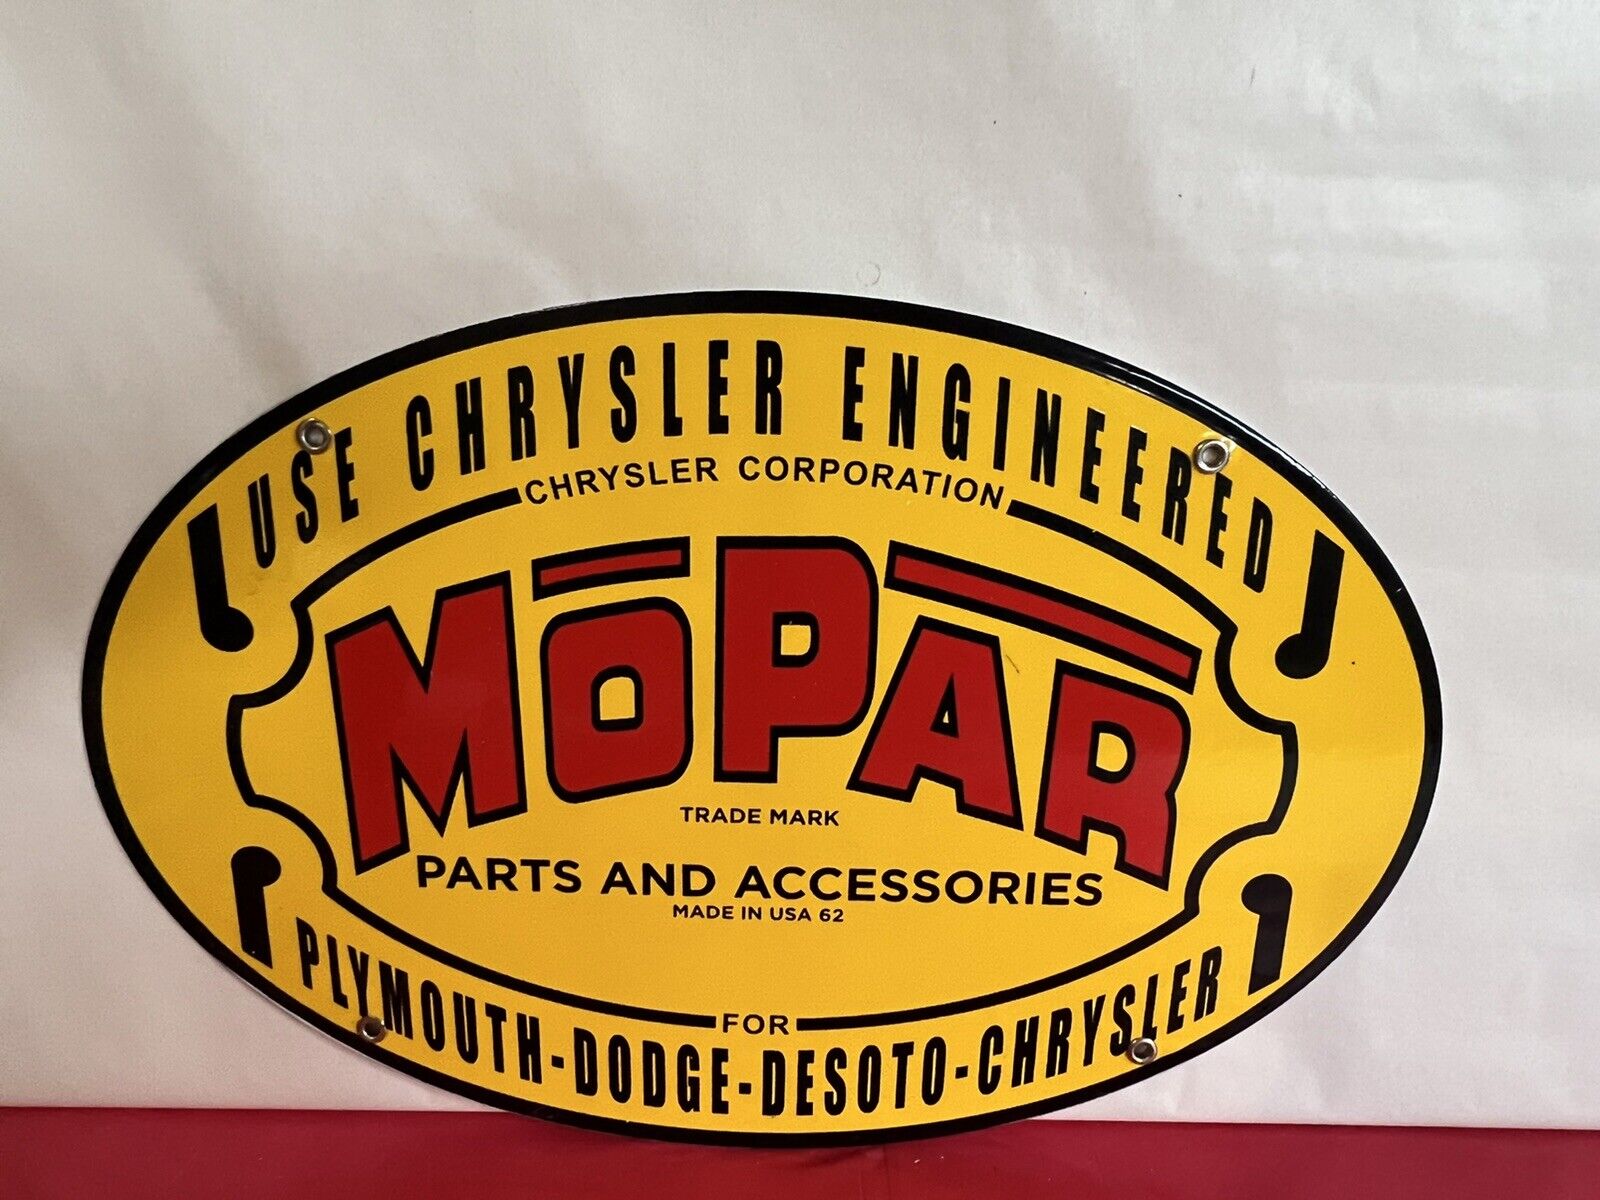 USE CHRYSLER ENGINEERED
CHRYSLER CORPORATION
MOPAR
TRADE MARK
PARTS AND ACCESSORIES
MADE IN USA 62
FOR
PLYMOUTH-DODGE-DESOTO-CHRYSLER